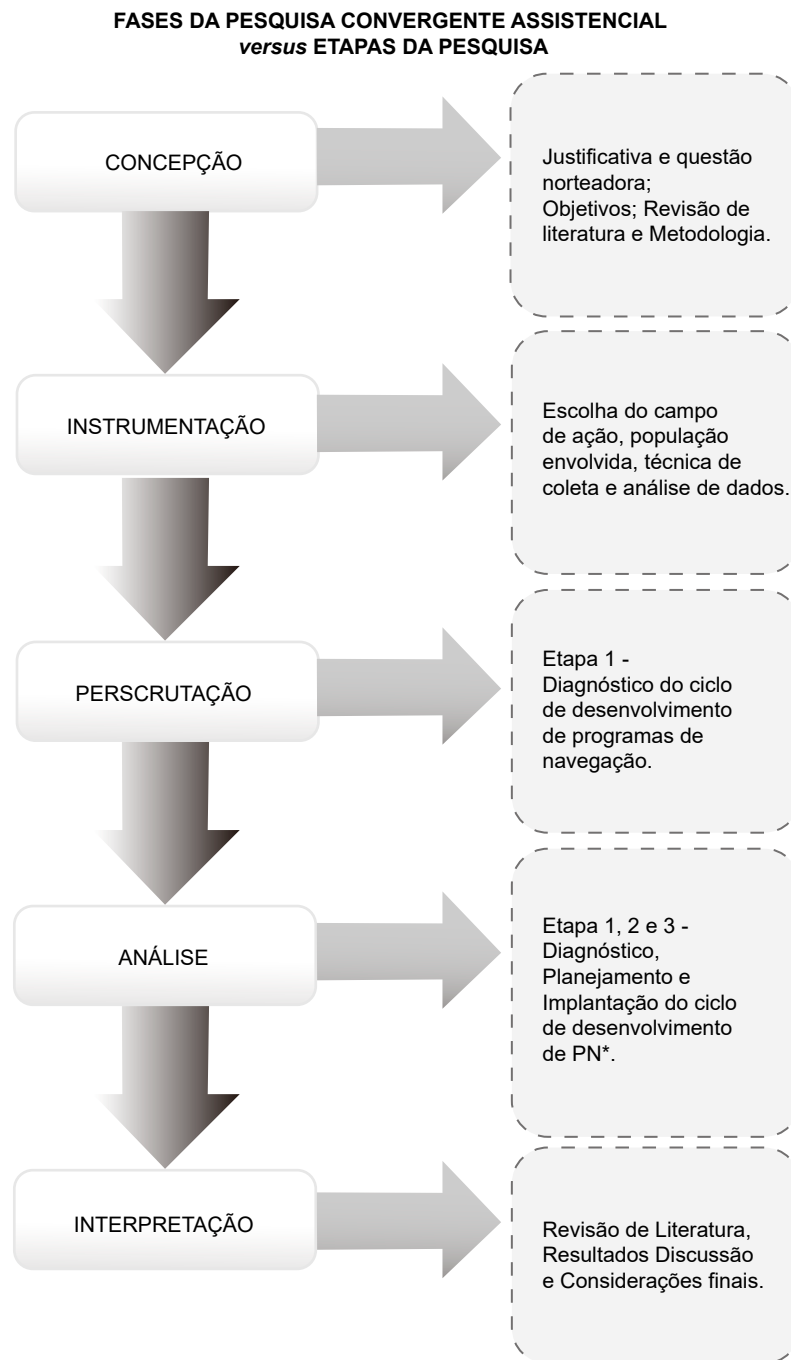 FASES DA PESQUISA CONVERGENTE ASSISTENCIAL
versus ETAPAS DA PESQUISA
CONCEPÇÃO
Justificativa e questão
norteadora;
Objetivos; Revisão de
literatura e Metodologia.
INSTRUMENTAÇÃO
Escolha do campo
de ação, população
envolvida, técnica de
coleta e análise de dados.
PERSCRUTAÇÃO
Etapa 1 -
Diagnóstico do ciclo
de desenvolvimento
de programas de
navegação.
ANÁLISE
Etapa 1, 2 e 3 -
Diagnóstico,
Planejamento e
Implantação do ciclo
de desenvolvimento
de PN*.
INTERPRETAÇÃO
Revisão de Literatura,
Resultados Discussão
e Considerações finais.